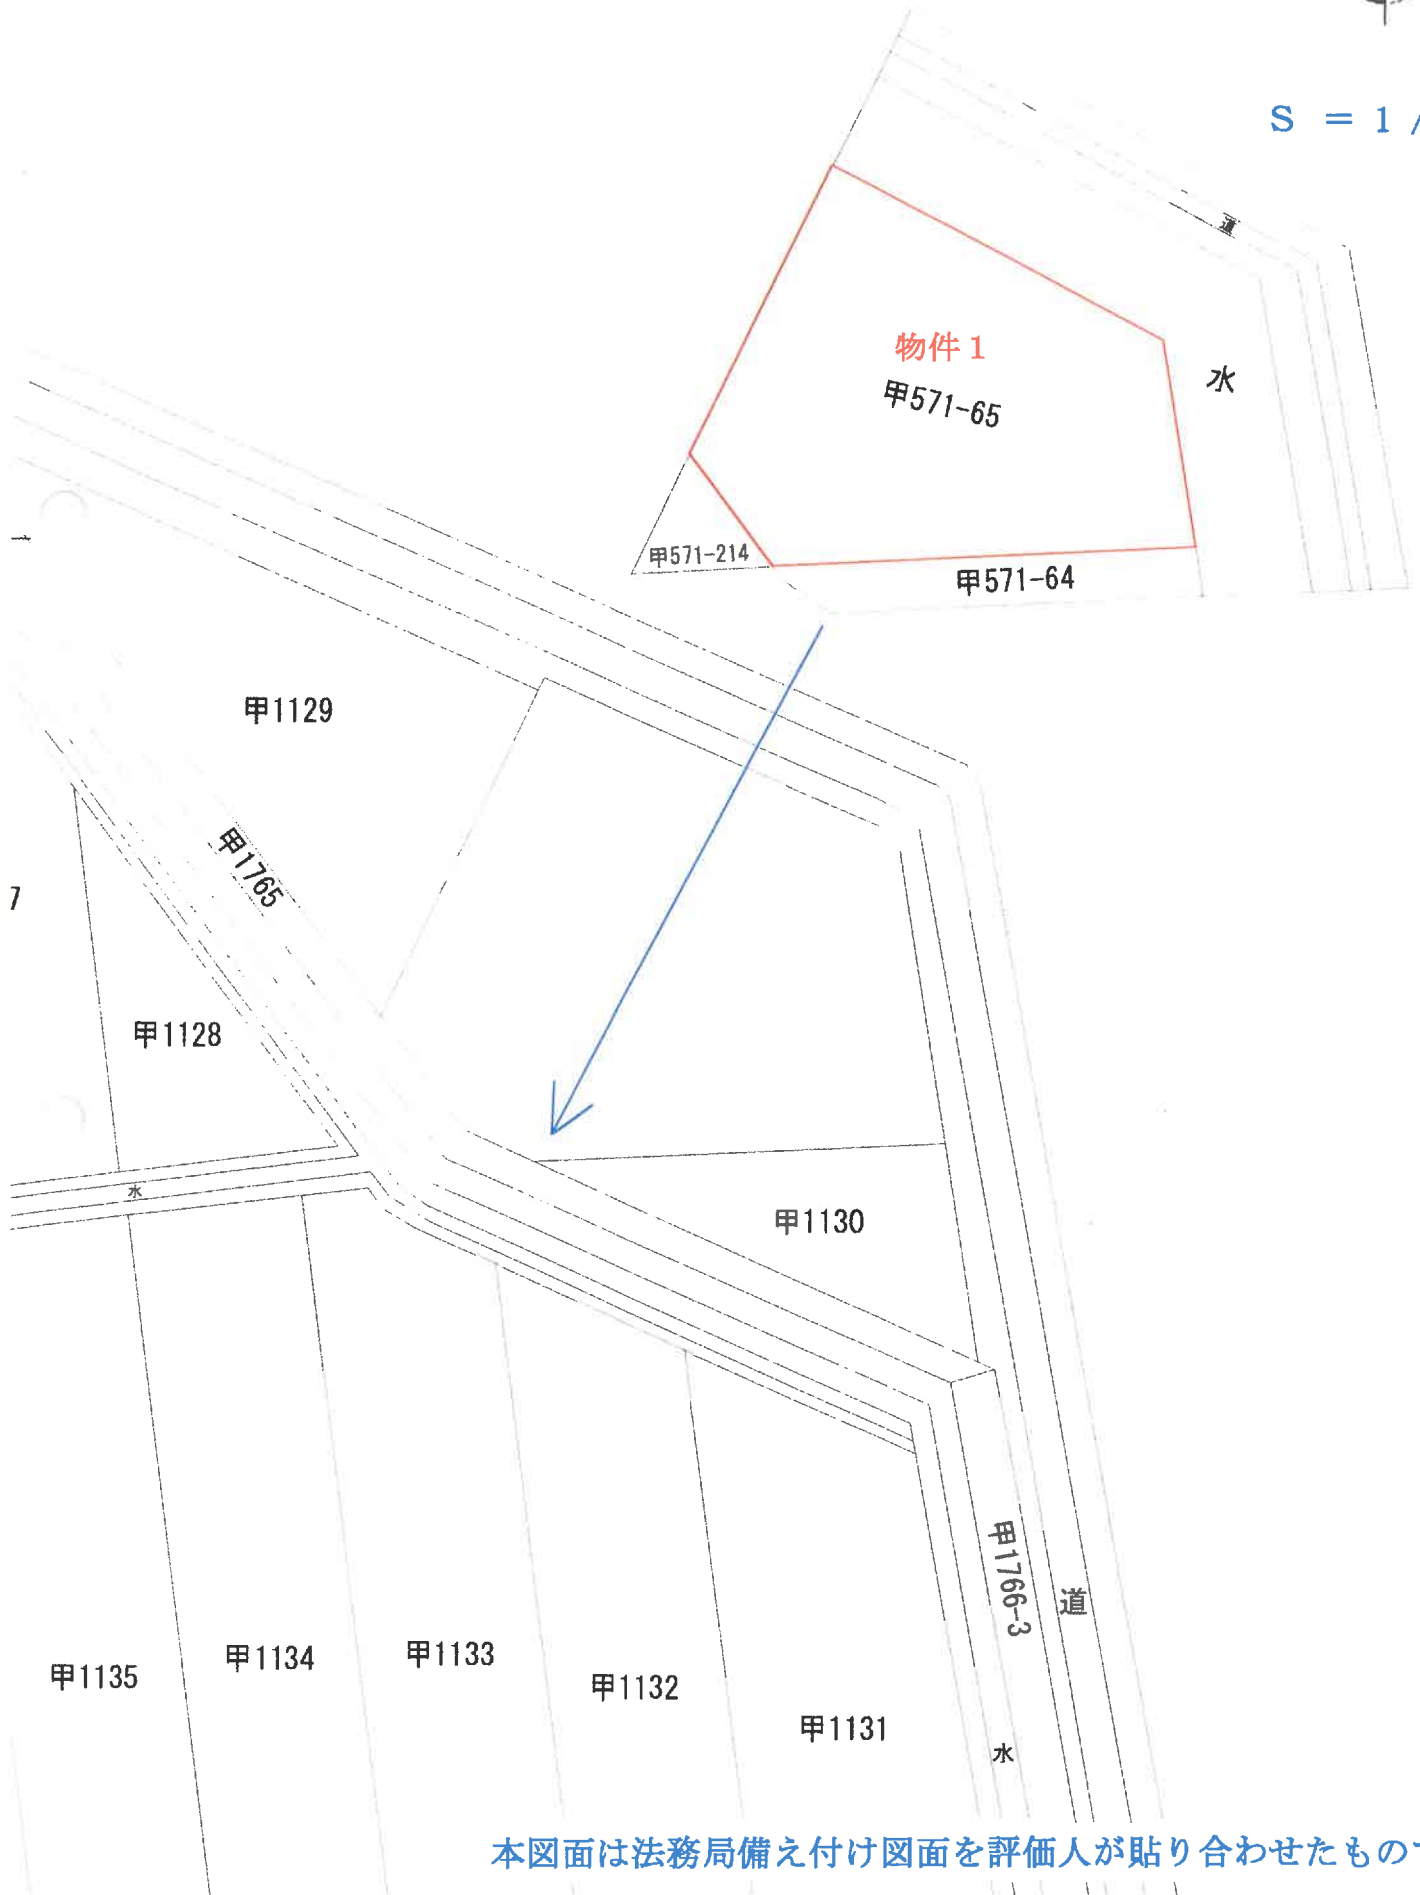 S = 1 /
道
物件１
水
甲571-65
甲571-214
甲571-64
甲1129
甲1765
7
甲1128
水
甲1130
甲1766-3
道
甲1135
甲1134
甲1133
甲1132
甲1131
水
本図面は法務局備え付け図面を評価人が貼り合わせたもので